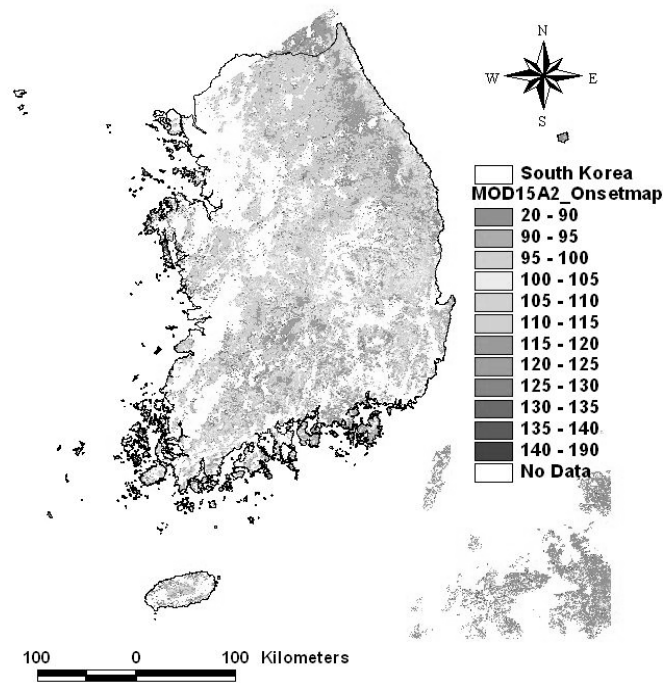 N
W E
S
South Korea
MOD15A2_Onsetmap
20 - 90
90 - 95
95 - 100
100 - 105
105 - 110
110 - 115
115 - 120
120 - 125
125 - 130
130 - 135
135 - 140
140 - 190
No Data
100 0 100 Kilometers